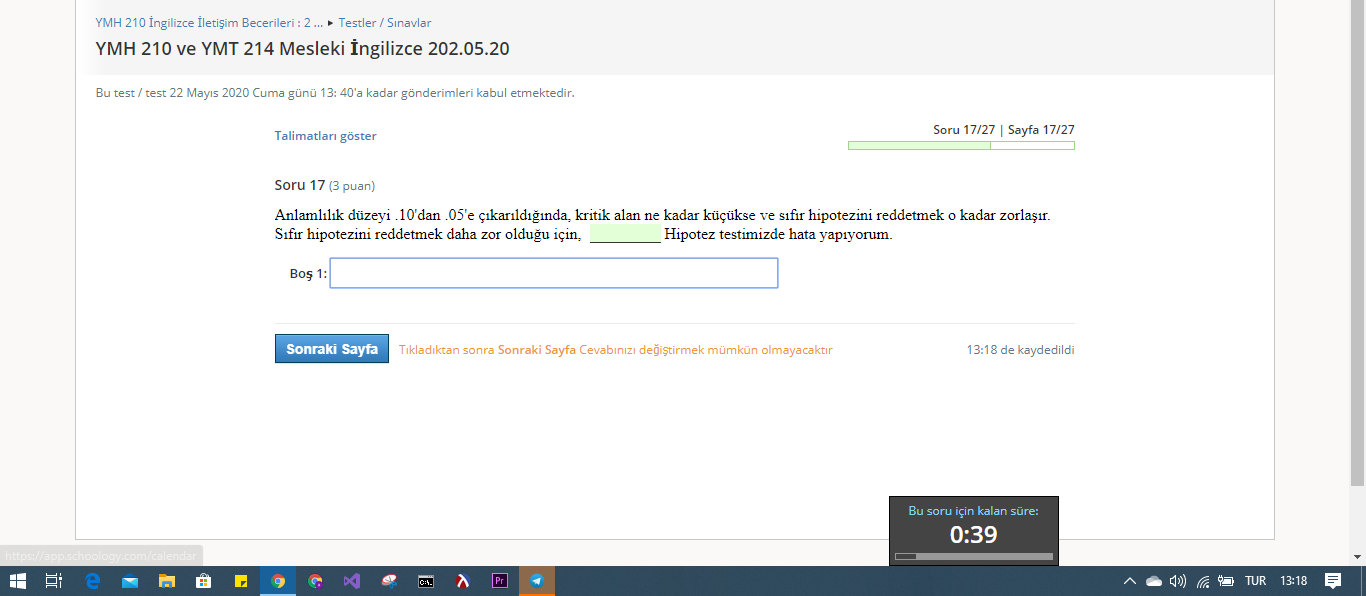 YMH 210 İngilizce İletişim Becerileri : 2 ... ▸ Testler / Sınavlar
YMH 210 ve YMT 214 Mesleki İngilizce 202.05.20
Bu test / test 22 Mayıs 2020 Cuma günü 13: 40'a kadar gönderimleri kabul etmektedir.
Talimatları göster
Soru 17/27 | Sayfa 17/27
Soru 17 (3 puan)
Anlamlılık düzeyi .10'dan .05'e çıkarıldığında, kritik alan ne kadar küçükse ve sıfır hipotezini reddetmek o kadar zorlaşır.
Sıfır hipotezini reddetmek daha zor olduğu için, ________ Hipotez testimizde hata yapıyorum.
Boş 1:
Sonraki Sayfa Tıkladıktan sonra Sonraki Sayfa Cevabınızı değiştirmek mümkün olmayacaktır 13:18 de kaydedildi
Bu soru için kalan süre:
0:39
https://app.schoology.com/calendar
C:\. Pr TUR 13:18